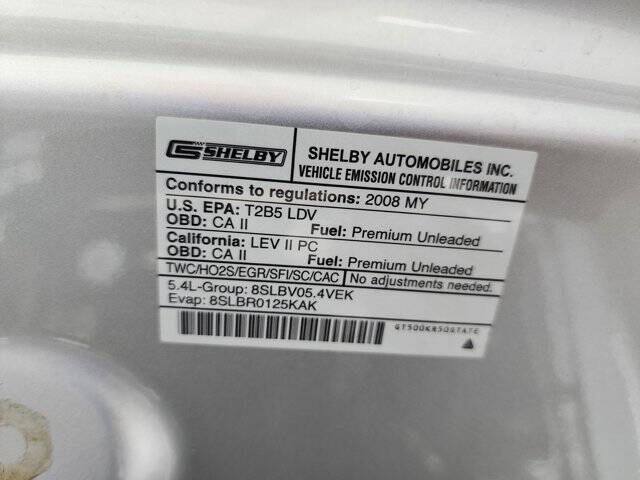 CS SHELBY
SHELBY AUTOMOBILES INC.
VEHICLE EMISSION CONTROL INFORMATION
Conforms to regulations: 2008 MY
U.S. EPA: T2B5 LDV
OBD: CA II Fuel: Premium Unleaded
California: LEV II PC
OBD: CA II Fuel: Premium Unleaded
TWC/HO2S/EGR/SFI/SC/CAC No adjustments needed.
5.4L-Group: 8SLBV05.4VEK
Evap: 8SLBR0125KAK